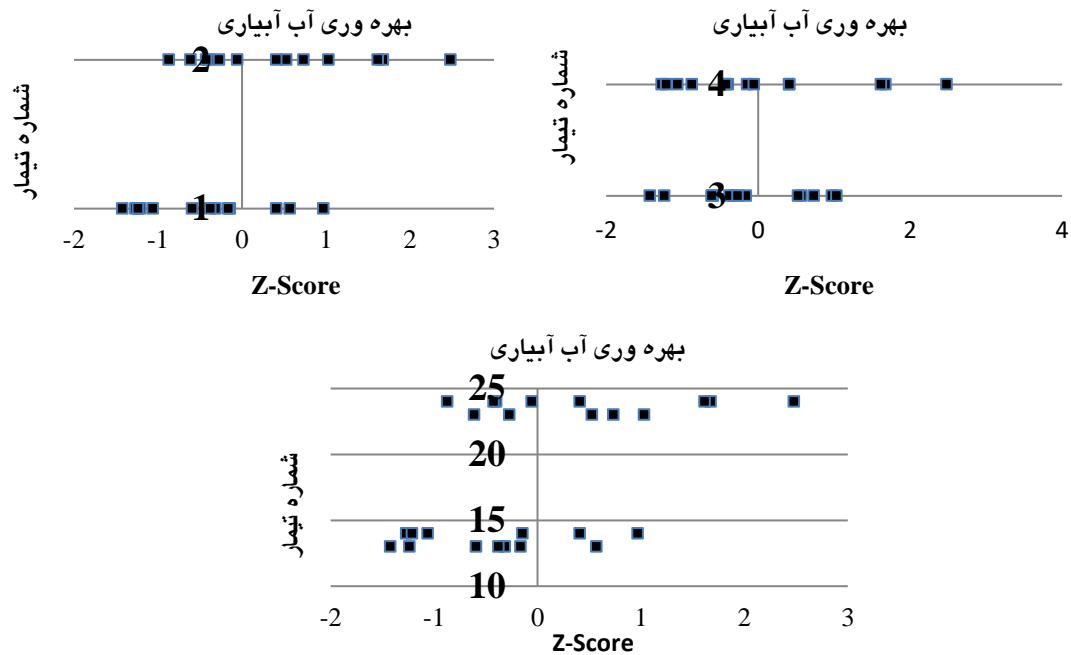 بهره وری آب آبیاری
شماره تیمار
2
1
-2 -1 0 1 2 3
Z-Score
بهره وری آب آبیاری
شماره تیمار
4
3
-2 0 2 4
Z-Score
بهره وری آب آبیاری
شماره تیمار
25
20
15
10
-2 -1 0 1 2 3
Z-Score